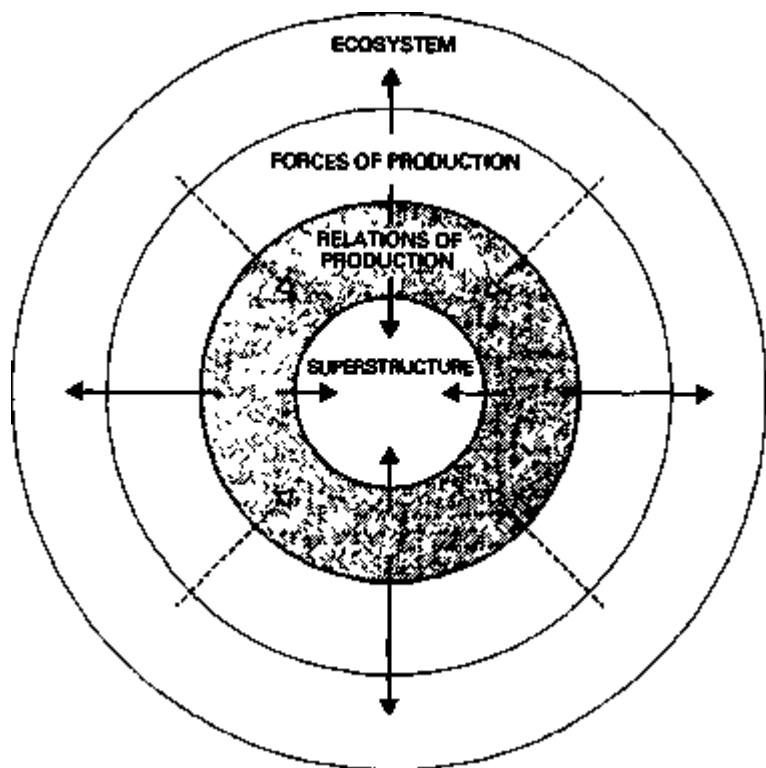 ECOSYSTEM
FORCES OF PRODUCTION
RELATIONS OF
PRODUCTION
SUPERSTRUCTURE